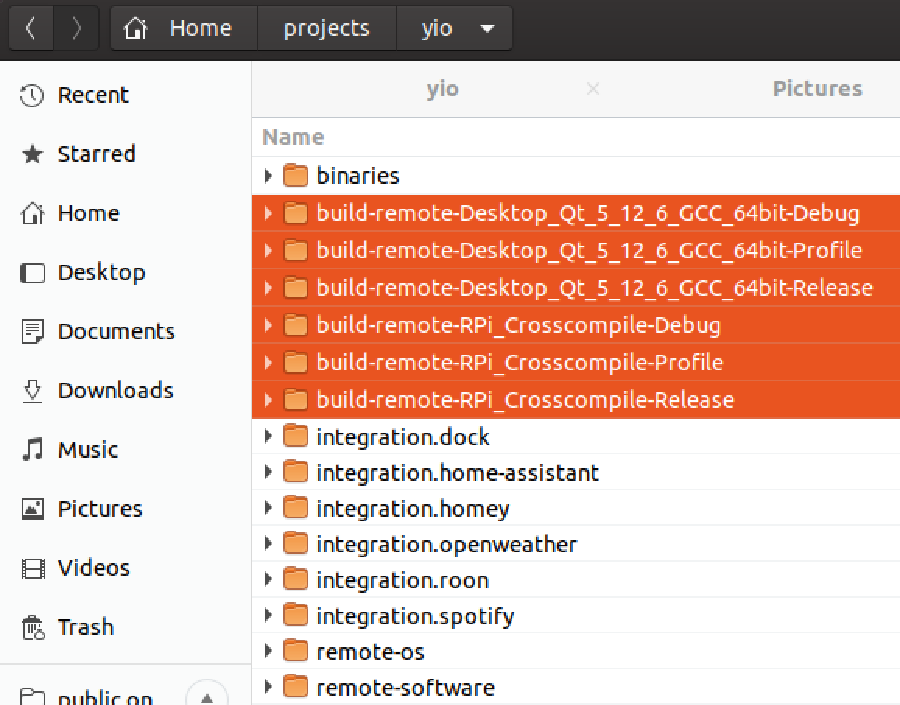 Home projects yio
Recent
Starred
Home
Desktop
Documents
Downloads
Music
Pictures
Videos
Trash
public on
yio × Pictures
Name
binaries
build-remote-Desktop_Qt_5_12_6_GCC_64bit-Debug
build-remote-Desktop_Qt_5_12_6_GCC_64bit-Profile
build-remote-Desktop_Qt_5_12_6_GCC_64bit-Release
build-remote-RPi_Crosscompile-Debug
build-remote-RPi_Crosscompile-Profile
build-remote-RPi_Crosscompile-Release
integration.dock
integration.home-assistant
integration.homey
integration.openweather
integration.roon
integration.spotify
remote-os
remote-software